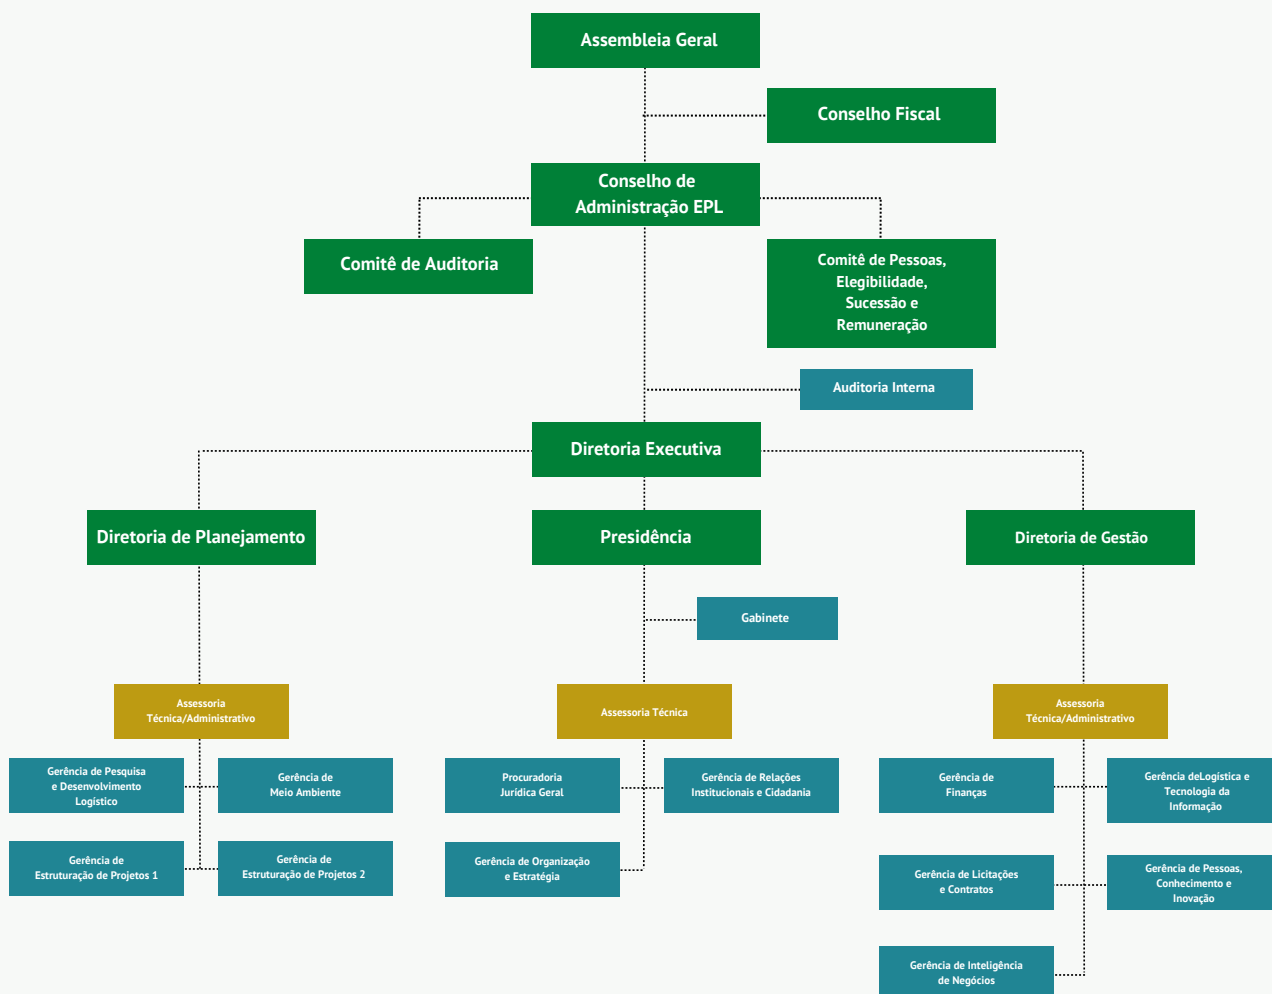 Assembleia Geral
Conselho Fiscal
Conselho de
Administração EPL
Comitê de Auditoria
Comitê de Pessoas,
Elegibilidade,
Sucessão e
Remuneração
Auditoria Interna
Diretoria Executiva
Diretoria de Planejamento
Presidência
Diretoria de Gestão
Gabinete
Assessoria
Técnica/Administrativo
Assessoria Técnica
Assessoria
Técnica/Administrativo
Gerência de Pesquisa
e Desenvolvimento
Logístico
Gerência de
Meio Ambiente
Procuradoria
Jurídica Geral
Gerência de Relações
Institucionais e Cidadania
Gerência de
Finanças
Gerência deLogística e
Tecnologia da
Informação
Gerência de
Estruturação de Projetos 1
Gerência de
Estruturação de Projetos 2
Gerência de Organização
e Estratégia
Gerência de Licitações
e Contratos
Gerência de Pessoas,
Conhecimento e
Inovação
Gerência de Inteligência
de Negócios